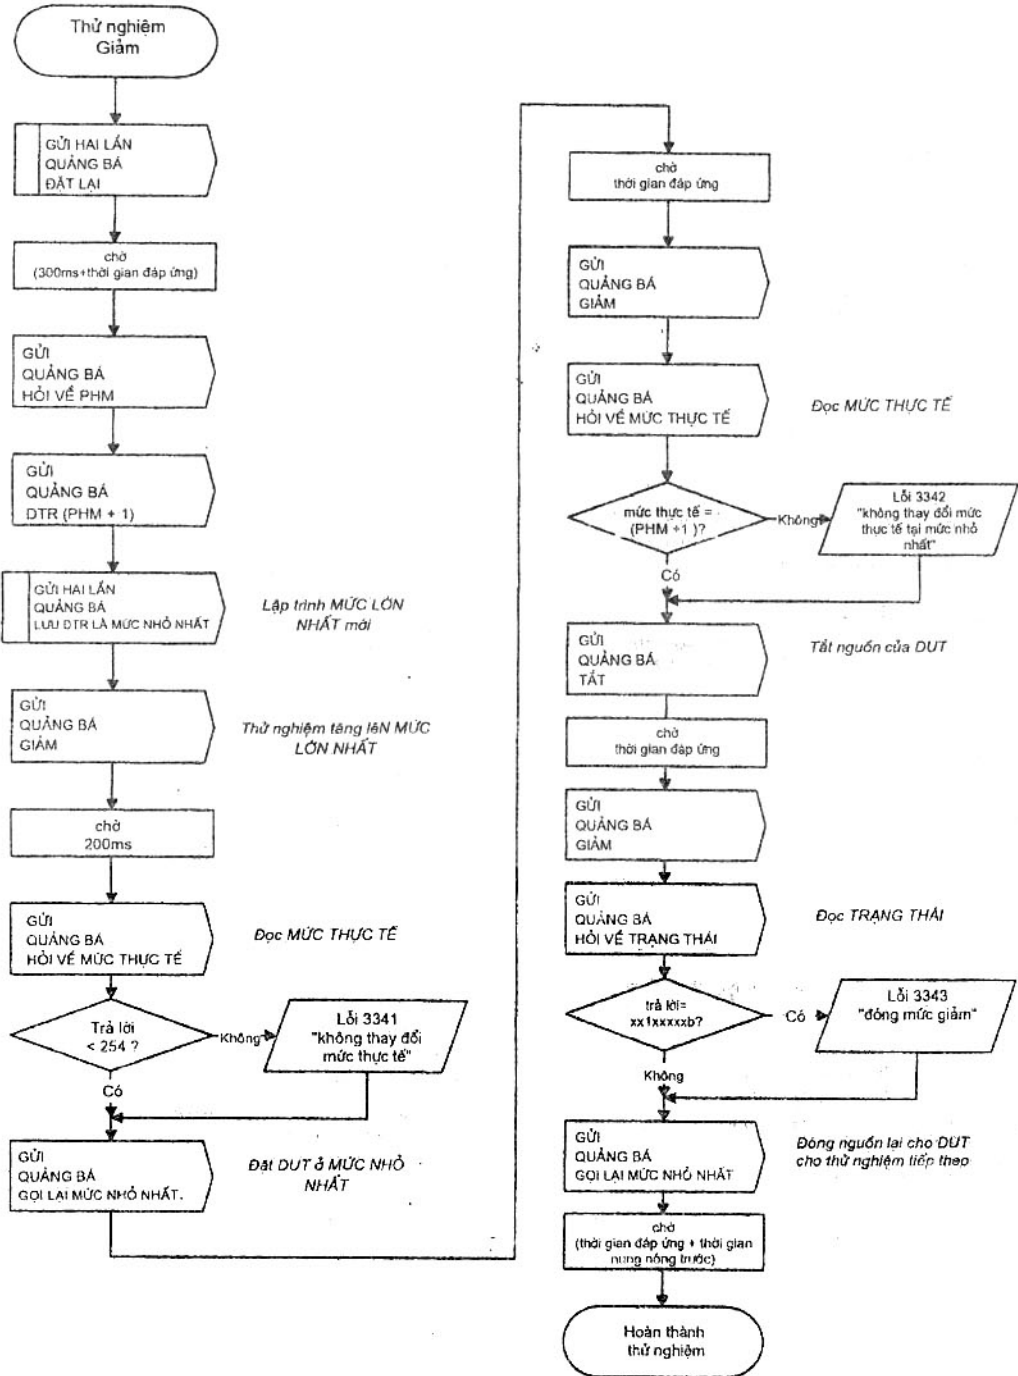 Thử nghiệm
Giảm
GỬI HAI LẦN
QUẢNG BÁ
ĐẶT LẠI
chờ
(300ms+thời gian đáp ứng)
GỬI
QUẢNG BÁ
HỎI VỀ PHM
GỬI
QUẢNG BÁ
DTR (PHM + 1)
GỬI HAI LẦN
QUẢNG BÁ
LƯU DTR LÀ MỨC NHỎ NHẤT
Lập trình MỨC LỚN
NHẤT mới
GỬI
QUẢNG BÁ
GIẢM
Thử nghiệm tăng lêN MỨC
LỚN NHẤT
chờ
200ms
GỬI
QUẢNG BÁ
HỎI VỀ MỨC THỰC TẾ
Đọc MỨC THỰC TẾ
Trả lời
< 254 ?
Không
Lỗi 3341
"không thay đổi
mức thực tế"
Có
GỬI
QUẢNG BÁ
GỌI LẠI MỨC NHỎ NHẤT.
Đặt DUT ở MỨC NHỎ
NHẤT
chờ
thời gian đáp ứng
GỬI
QUẢNG BÁ
GIẢM
GỬI
QUẢNG BÁ
HỎI VỀ MỨC THỰC TẾ
Đọc MỨC THỰC TẾ
mức thực tế =
(PHM +1 )?
Không
Lỗi 3342
"không thay đổi mức
thực tế tại mức nhỏ
nhất"
Có
GỬI
QUẢNG BÁ
TẮT
Tắt nguồn của DUT
chờ
thời gian đáp ứng
GỬI
QUẢNG BÁ
GIẢM
GỬI
QUẢNG BÁ
HỎI VỀ TRẠNG THÁI
Đọc TRẠNG THÁI
trả lời=
xx1xxxxxb?
Có
Lỗi 3343
"đóng mức giảm"
Không
GỬI
QUẢNG BÁ
GỌI LẠI MỨC NHỎ NHẤT
Đóng nguồn lại cho DUT
cho thử nghiệm tiếp theo
chờ
(thời gian đáp ứng + thời gian
nung nóng trước)
Hoàn thành
thử nghiệm